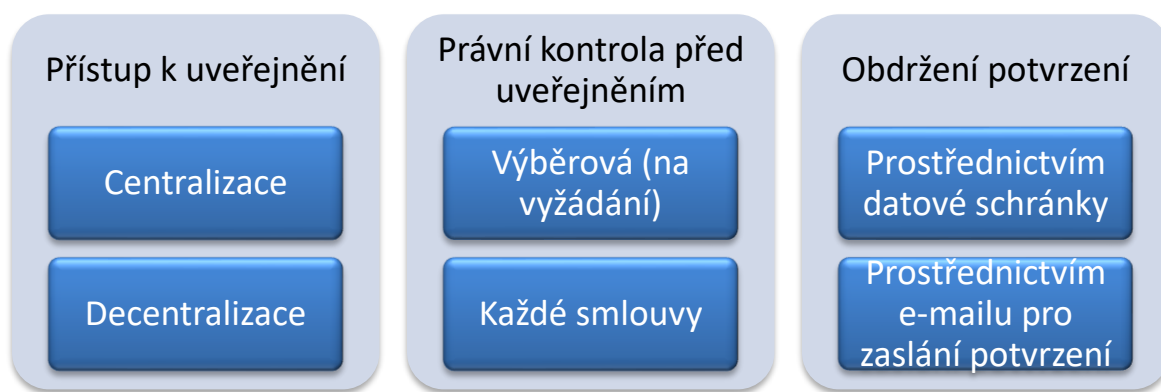 Přístup k uveřejnění
Centralizace
Decentralizace
Právní kontrola před
uveřejněním
Výběrová (na
vyžádání)
Každé smlouvy
Obdržení potvrzení
Prostřednictvím
datové schránky
Prostřednictvím
e-mailu pro
zaslání potvrzení